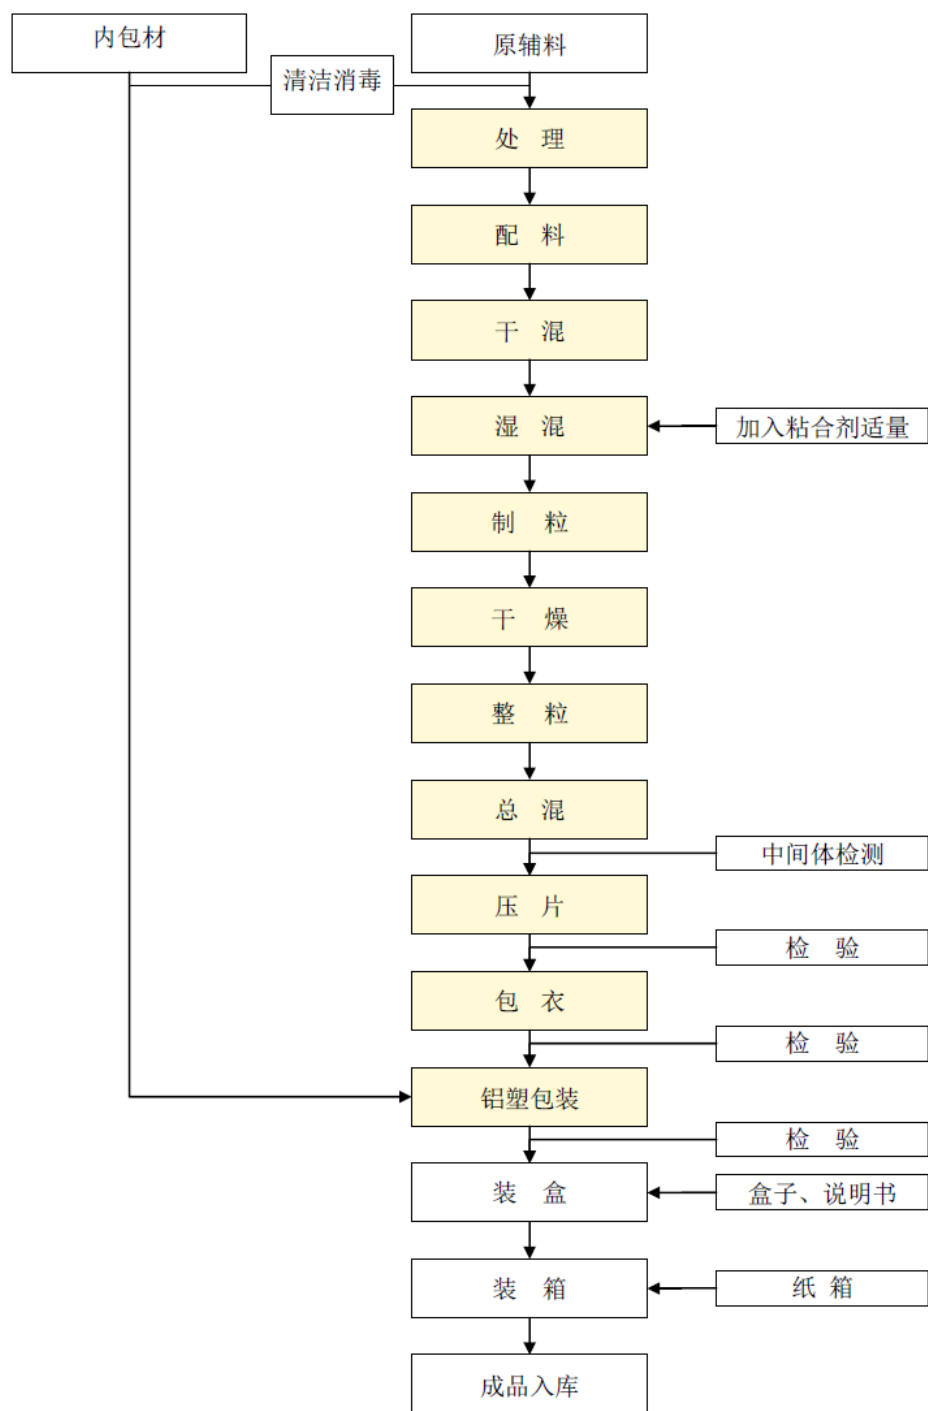 内包材
原辅料
清洁消毒
处 理
配 料
干 混
湿 混
加入粘合剂适量
制 粒
干 燥
整 粒
总 混
中间体检测
压 片
检 验
包 衣
检 验
铝塑包装
检 验
装 盒
盒子、说明书
装 箱
纸 箱
成品入库